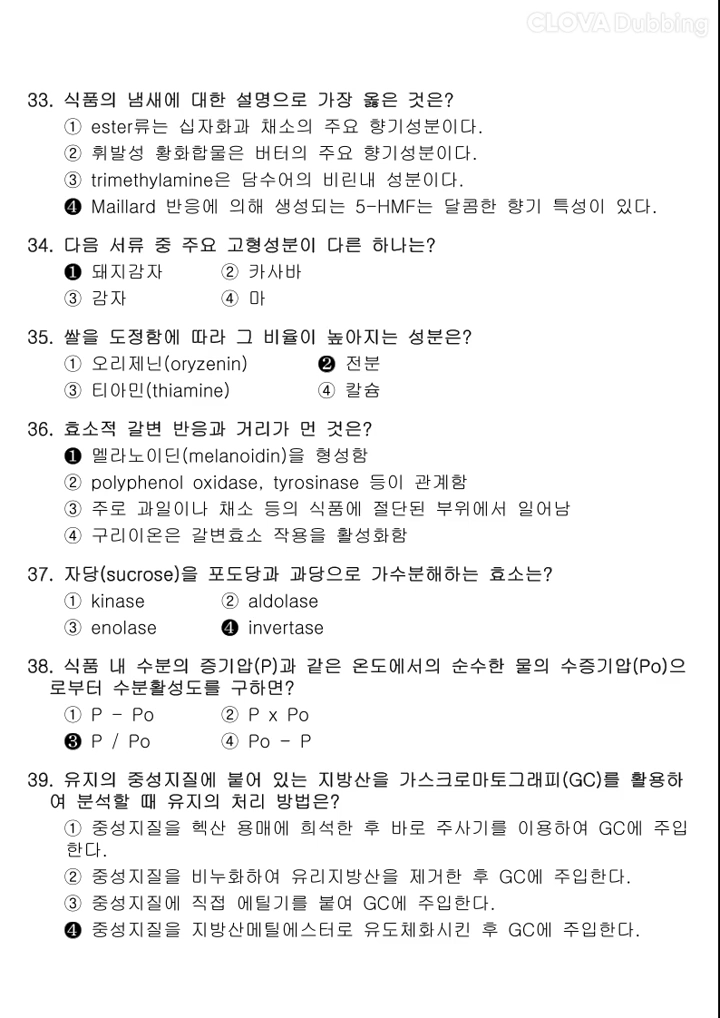 CLOVA Dubbing
33. 식품의 냄새에 대한 설명으로 가장 옳은 것은?
① ester류는 십자화과 채소의 주요 향기성분이다.
② 휘발성 황화합물은 버터의 주요 향기성분이다.
③ trimethylamine은 담수어의 비린내 성분이다.
❹ Maillard 반응에 의해 생성되는 5-HMF는 달콤한 향기 특성이 있다.
34. 다음 서류 중 주요 고형성분이 다른 하나는?
❶ 돼지감자 ② 카사바
③ 감자 ④ 마
35. 쌀을 도정함에 따라 그 비율이 높아지는 성분은?
① 오리제닌(oryzenin) ❷ 전분
③ 티아민(thiamine) ④ 칼슘
36. 효소적 갈변 반응과 거리가 먼 것은?
❶ 멜라노이딘(melanoidin)을 형성함
② polyphenol oxidase, tyrosinase 등이 관계함
③ 주로 과일이나 채소 등의 식품에 절단된 부위에서 일어남
④ 구리이온은 갈변효소 작용을 활성화함
37. 자당(sucrose)을 포도당과 과당으로 가수분해하는 효소는?
① kinase ② aldolase
③ enolase ❹ invertase
38. 식품 내 수분의 증기압(P)과 같은 온도에서의 순수한 물의 수증기압(Po)으
로부터 수분활성도를 구하면?
① P - Po ② P x Po
❸ P / Po ④ Po - P
39. 유지의 중성지질에 붙어 있는 지방산을 가스크로마토그래피(GC)를 활용하
여 분석할 때 유지의 처리 방법은?
① 중성지질을 헥산 용매에 희석한 후 바로 주사기를 이용하여 GC에 주입
한다.
② 중성지질을 비누화하여 유리지방산을 제거한 후 GC에 주입한다.
③ 중성지질에 직접 에틸기를 붙여 GC에 주입한다.
❹ 중성지질을 지방산메틸에스터로 유도체화시킨 후 GC에 주입한다.